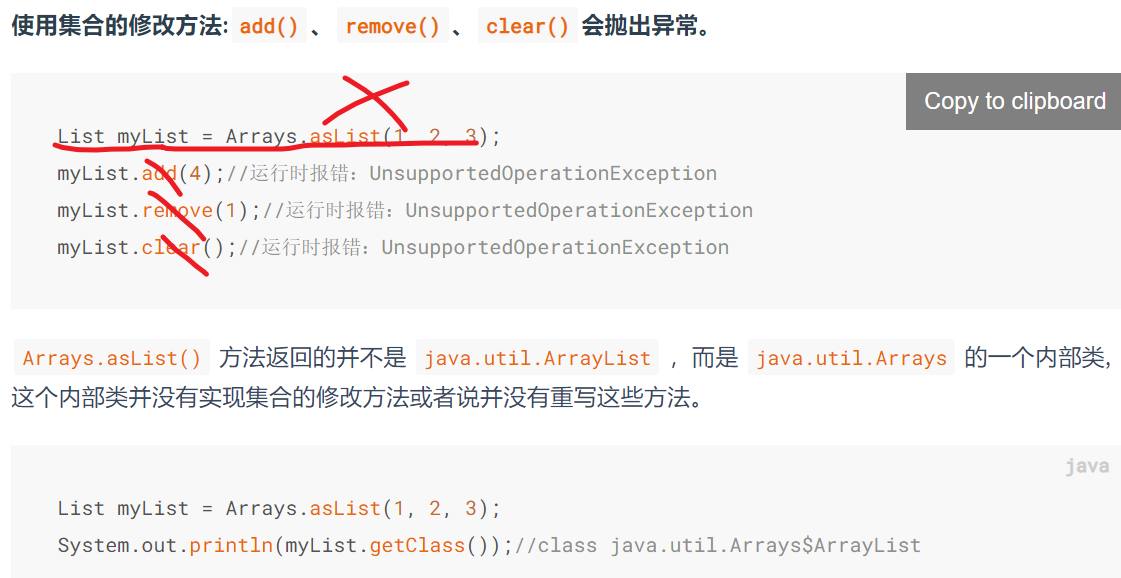 使用集合的修改方法: add() 、 remove() 、 clear() 会抛出异常。
Copy to clipboard
List myList = Arrays.asList(1, 2, 3);
myList.add(4);//运行时报错：UnsupportedOperationException
myList.remove(1);//运行时报错：UnsupportedOperationException
myList.clear();//运行时报错：UnsupportedOperationException
Arrays.asList() 方法返回的并不是 java.util.ArrayList ，而是 java.util.Arrays 的一个内部类,
这个内部类并没有实现集合的修改方法或者说并没有重写这些方法。
java
List myList = Arrays.asList(1, 2, 3);
System.out.println(myList.getClass());//class java.util.Arrays$ArrayList